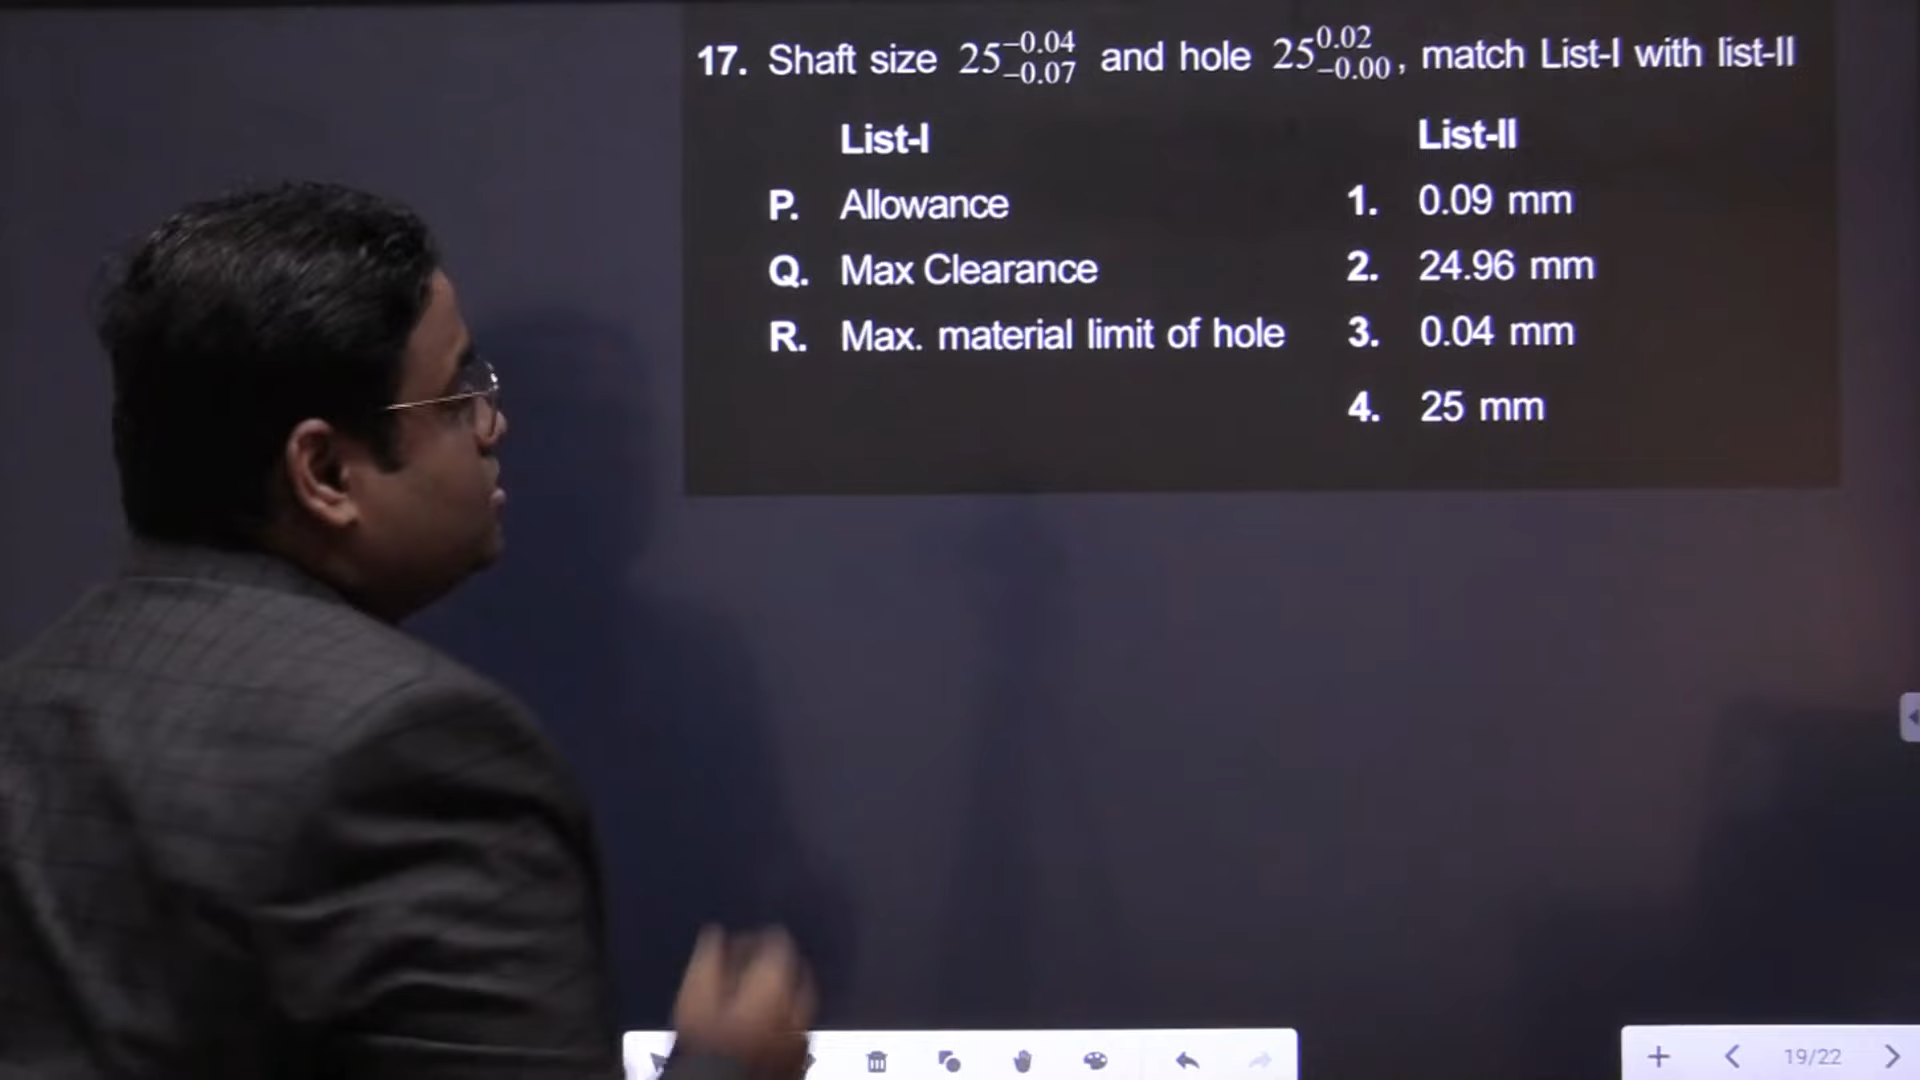 17. Shaft size 25 −0.04 −0.07 and hole 25 0.02 −0.00, match List-I with list-II
List-I List-II
P. Allowance 1. 0.09 mm
Q. Max Clearance 2. 24.96 mm
R. Max. material limit of hole 3. 0.04 mm
4. 25 mm
19/22